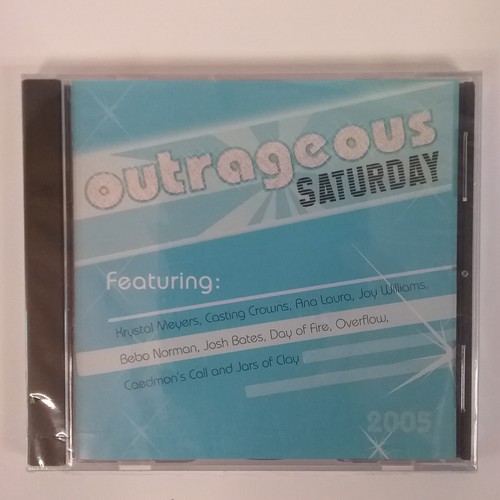 outrageous
SATURDAY
Featuring:
Krystal Meyers, Casting Crowns, Ana Laura, Joy Williams,
Bebo Norman, Josh Bates, Day of Fire, Overflow,
Caedmon's Call and Jars of Clay
2005